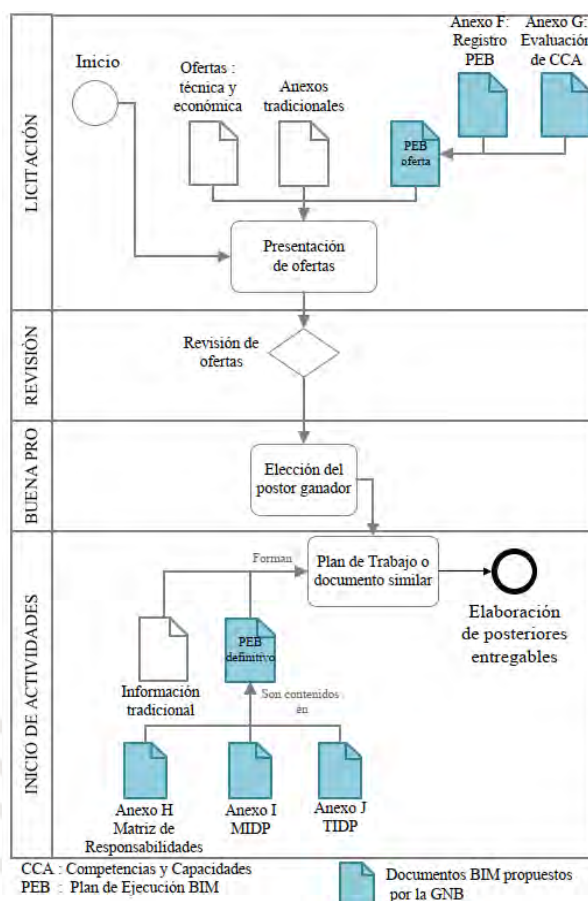 LICITACIÓN
Inicio
Ofertas :
técnica y
económica
Anexos
tradicionales
Anexo F:
Registro
PEB
Anexo G:
Evaluación
de CCA
PEB
oferta
Presentación
de ofertas
REVISIÓN
Revisión de
ofertas
BUENA PRO
Elección del
postor ganador
INICIO DE ACTIVIDADES
Forman
Plan de Trabajo o
documento similar
Elaboración
de posteriores
entregables
Información
tradicional
PEB
definitivo
Son contenidos
en
Anexo H
Matriz de
Responsabilidades
Anexo I
MIDP
Anexo J
TIDP
CCA : Competencias y Capacidades
PEB : Plan de Ejecución BIM
Documentos BIM propuestos
por la GNB